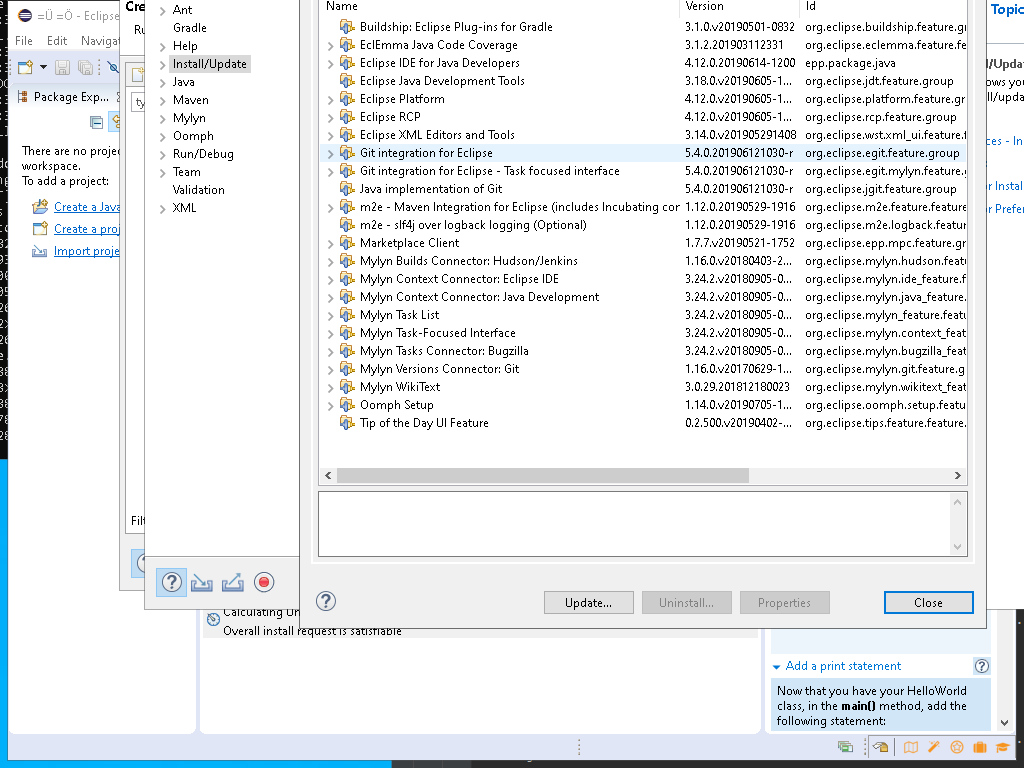 =Ü =Ö - Eclipse
File Edit Navigat
Package Exp...
There are no proje
workspace.
To add a project:
Create a Java
Create a proj
Import proje
Cre
Ru
ty
Filt
Ant
Gradle
Help
Install/Update
Java
Maven
Mylyn
Oomph
Run/Debug
Team
Validation
XML
Name Version Id
Buildship: Eclipse Plug-ins for Gradle 3.1.0.v20190501-0832 org.eclipse.buildship.feature.g
EclEmma Java Code Coverage 3.1.2.201903112331 org.eclipse.eclemma.feature.fe
Eclipse IDE for Java Developers 4.12.0.20190614-1200 epp.package.java
Eclipse Java Development Tools 3.18.0.v20190605-1... org.eclipse.jdt.feature.group
Eclipse Platform 4.12.0.v20190605-1... org.eclipse.platform.feature.gr
Eclipse RCP 4.12.0.v20190605-1... org.eclipse.rcp.feature.group
Eclipse XML Editors and Tools 3.14.0.v201905291408 org.eclipse.wst.xml_ui.feature.f
Git integration for Eclipse 5.4.0.201906121030-r org.eclipse.egit.feature.group
Git integration for Eclipse - Task focused interface 5.4.0.201906121030-r org.eclipse.egit.mylyn.feature.
Java implementation of Git 5.4.0.201906121030-r org.eclipse.jgit.feature.group
m2e - Maven Integration for Eclipse (includes Incubating cor 1.12.0.20190529-1916 org.eclipse.m2e.feature.feature
m2e - slf4j over logback logging (Optional) 1.12.0.20190529-1916 org.eclipse.m2e.logback.featu
Marketplace Client 1.7.7.v20190521-1752 org.eclipse.epp.mpc.feature.gr
Mylyn Builds Connector: Hudson/Jenkins 1.16.0.v20180403-2... org.eclipse.mylyn.hudson.featu
Mylyn Context Connector: Eclipse IDE 3.24.2.v20180905-0... org.eclipse.mylyn.ide_feature.f
Mylyn Context Connector: Java Development 3.24.2.v20180905-0... org.eclipse.mylyn.java_feature.
Mylyn Task List 3.24.2.v20180905-0... org.eclipse.mylyn_feature.featu
Mylyn Task-Focused Interface 3.24.2.v20180905-0... org.eclipse.mylyn.context_feat
Mylyn Tasks Connector: Bugzilla 3.24.2.v20180905-0... org.eclipse.mylyn.bugzilla_feat
Mylyn Versions Connector: Git 1.16.0.v20170629-1... org.eclipse.mylyn.git.feature.g
Mylyn WikiText 3.0.29.201812180023 org.eclipse.mylyn.wikitext_feat
Oomph Setup 1.14.0.v20190705-1... org.eclipse.oomph.setup.featu
Tip of the Day UI Feature 0.2.500.v20190402-... org.eclipse.tips.feature.feature.
Update... Uninstall... Properties Close
Topic
l/Upda
ows yo
ll/upda
ces - In
or Instal
r Prefer
Calculating Un
Overall install request is satisfiable
Add a print statement
Now that you have your HelloWorld
class, in the main() method, add the
following statement: